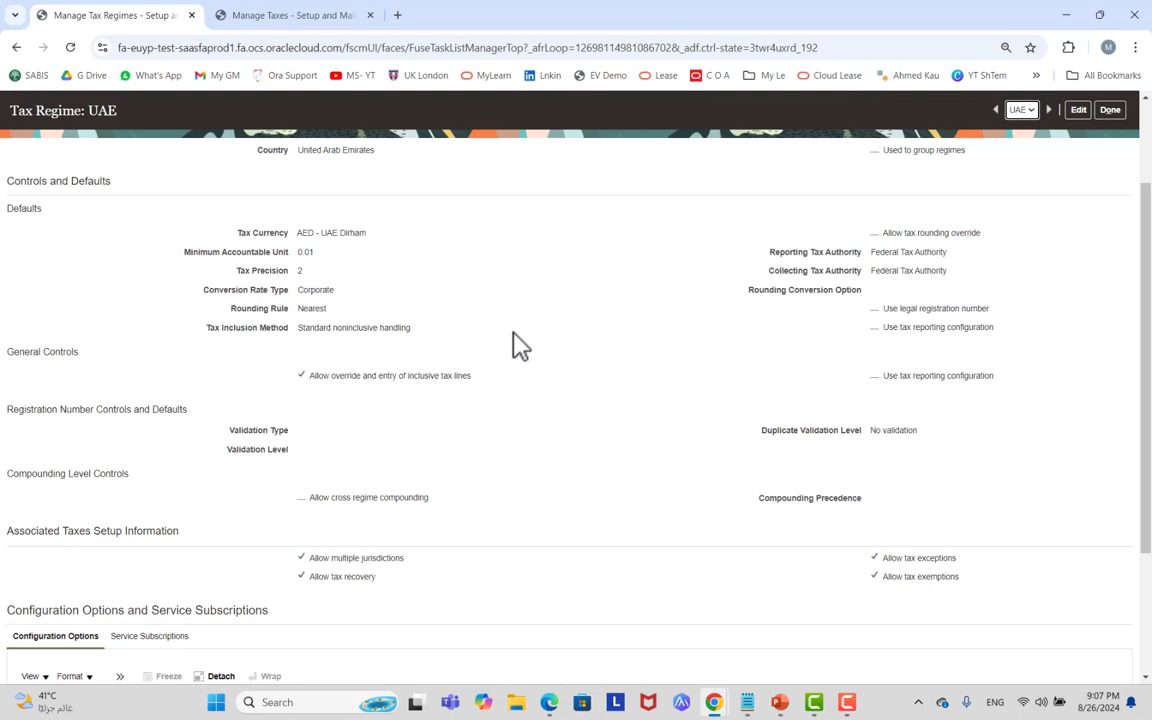 Manage Tax Regimes - Setup a
Manage Taxes - Setup and Main
fa-euyp-test-saasfaprod1.fa.ocs.oraclecloud.com/fscmUI/faces/FuseTaskListManagerTop?_afrLoop=12698114981086702&_adf.ctrl-state=3twr4uxrd_192
M
SABIS
G Drive
What's App
My GM
Ora Support
MS- YT
UK London
MyLearn
Lnkin
EV Demo
Lease
C O A
My Le
Cloud Lease
Ahmed Kau
YT ShTem
»
All Bookmarks
Tax Regime: UAE
UAE
Edit
Done
Country United Arab Emirates
Used to group regimes
Controls and Defaults
Defaults
Tax Currency AED - UAE Dirham
Allow tax rounding override
Minimum Accountable Unit 0.01
Reporting Tax Authority Federal Tax Authority
Tax Precision 2
Collecting Tax Authority Federal Tax Authority
Conversion Rate Type Corporate
Rounding Conversion Option
Rounding Rule Nearest
Use legal registration number
Tax Inclusion Method Standard noninclusive handling
Use tax reporting configuration
General Controls
Allow override and entry of inclusive tax lines
Use tax reporting configuration
Registration Number Controls and Defaults
Validation Type
Duplicate Validation Level No validation
Validation Level
Compounding Level Controls
Allow cross regime compounding
Compounding Precedence
Associated Taxes Setup Information
Allow multiple jurisdictions
Allow tax exceptions
Allow tax recovery
Allow tax exemptions
Configuration Options and Service Subscriptions
Configuration Options
Service Subscriptions
View
Format
»
Freeze
Detach
Wrap
41°C
غائم جزئيًا
Search
ENG
9:07 PM
8/26/2024